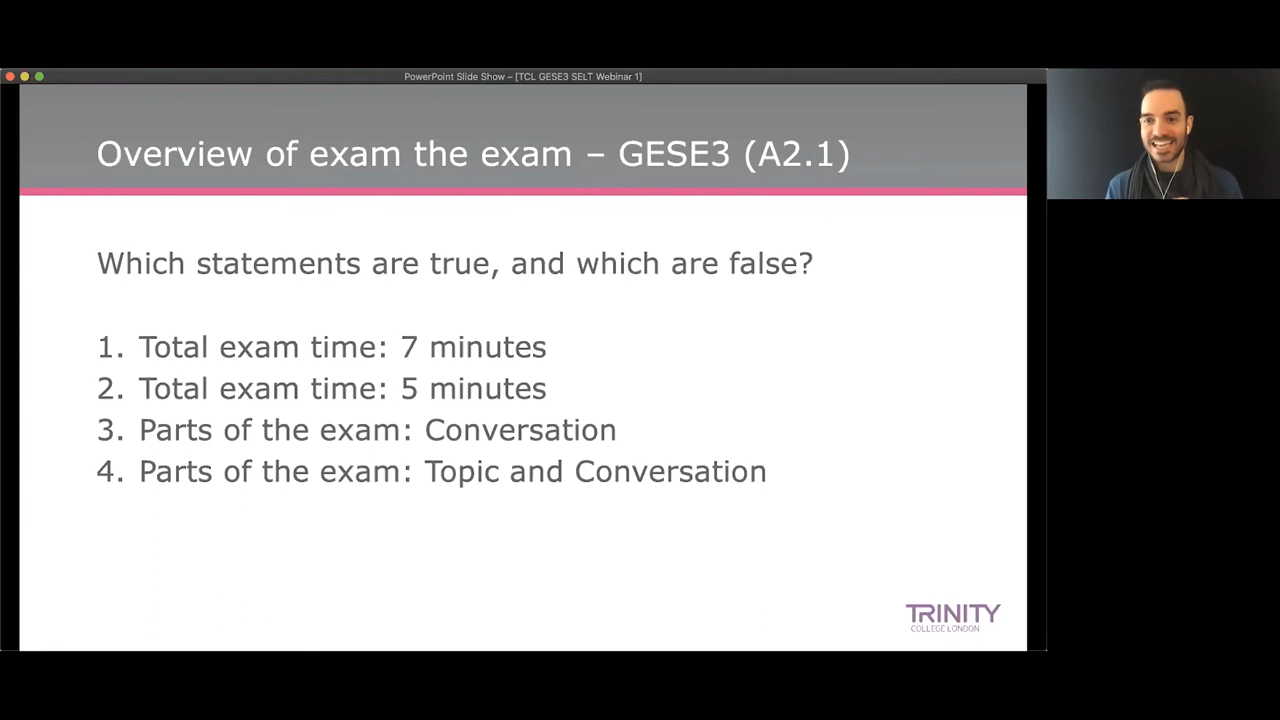 PowerPoint Slide Show – [TCL GESE3 SELT Webinar 1]
Overview of exam the exam – GESE3 (A2.1)
Which statements are true, and which are false?
1. Total exam time: 7 minutes
2. Total exam time: 5 minutes
3. Parts of the exam: Conversation
4. Parts of the exam: Topic and Conversation
TRINITY
COLLEGE LONDON